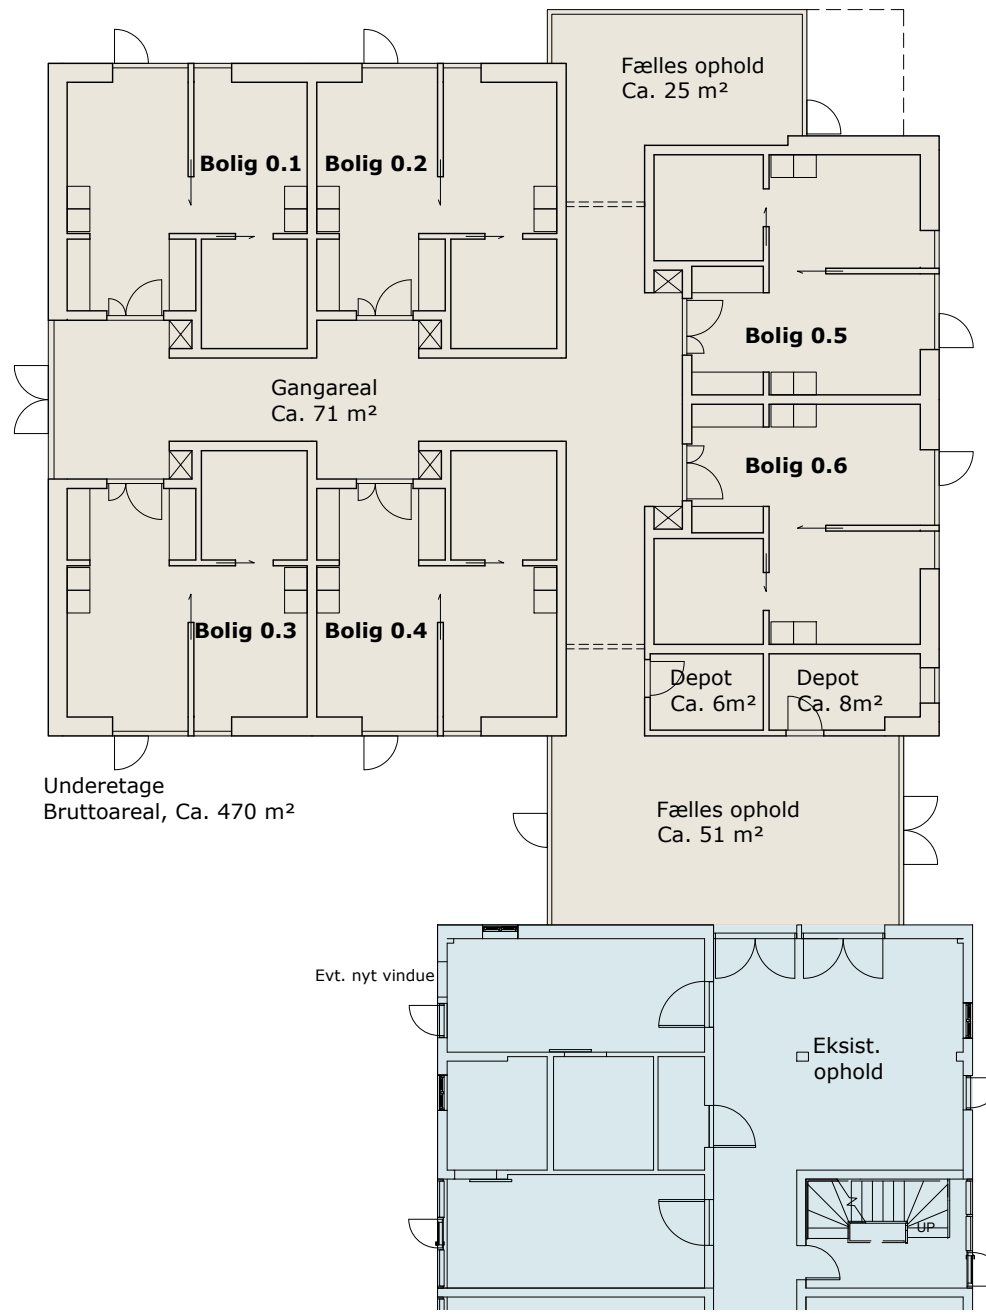 Fælles ophold
Ca. 25 m²
Bolig 0.1
Bolig 0.2
Bolig 0.5
Gangareal
Ca. 71 m²
Bolig 0.6
Bolig 0.3
Bolig 0.4
Depot
Ca. 6m²
Depot
Ca. 8m²
Underetage
Bruttoareal, Ca. 470 m²
Fælles ophold
Ca. 51 m²
Evt. nyt vindue
Eksist.
ophold
UP